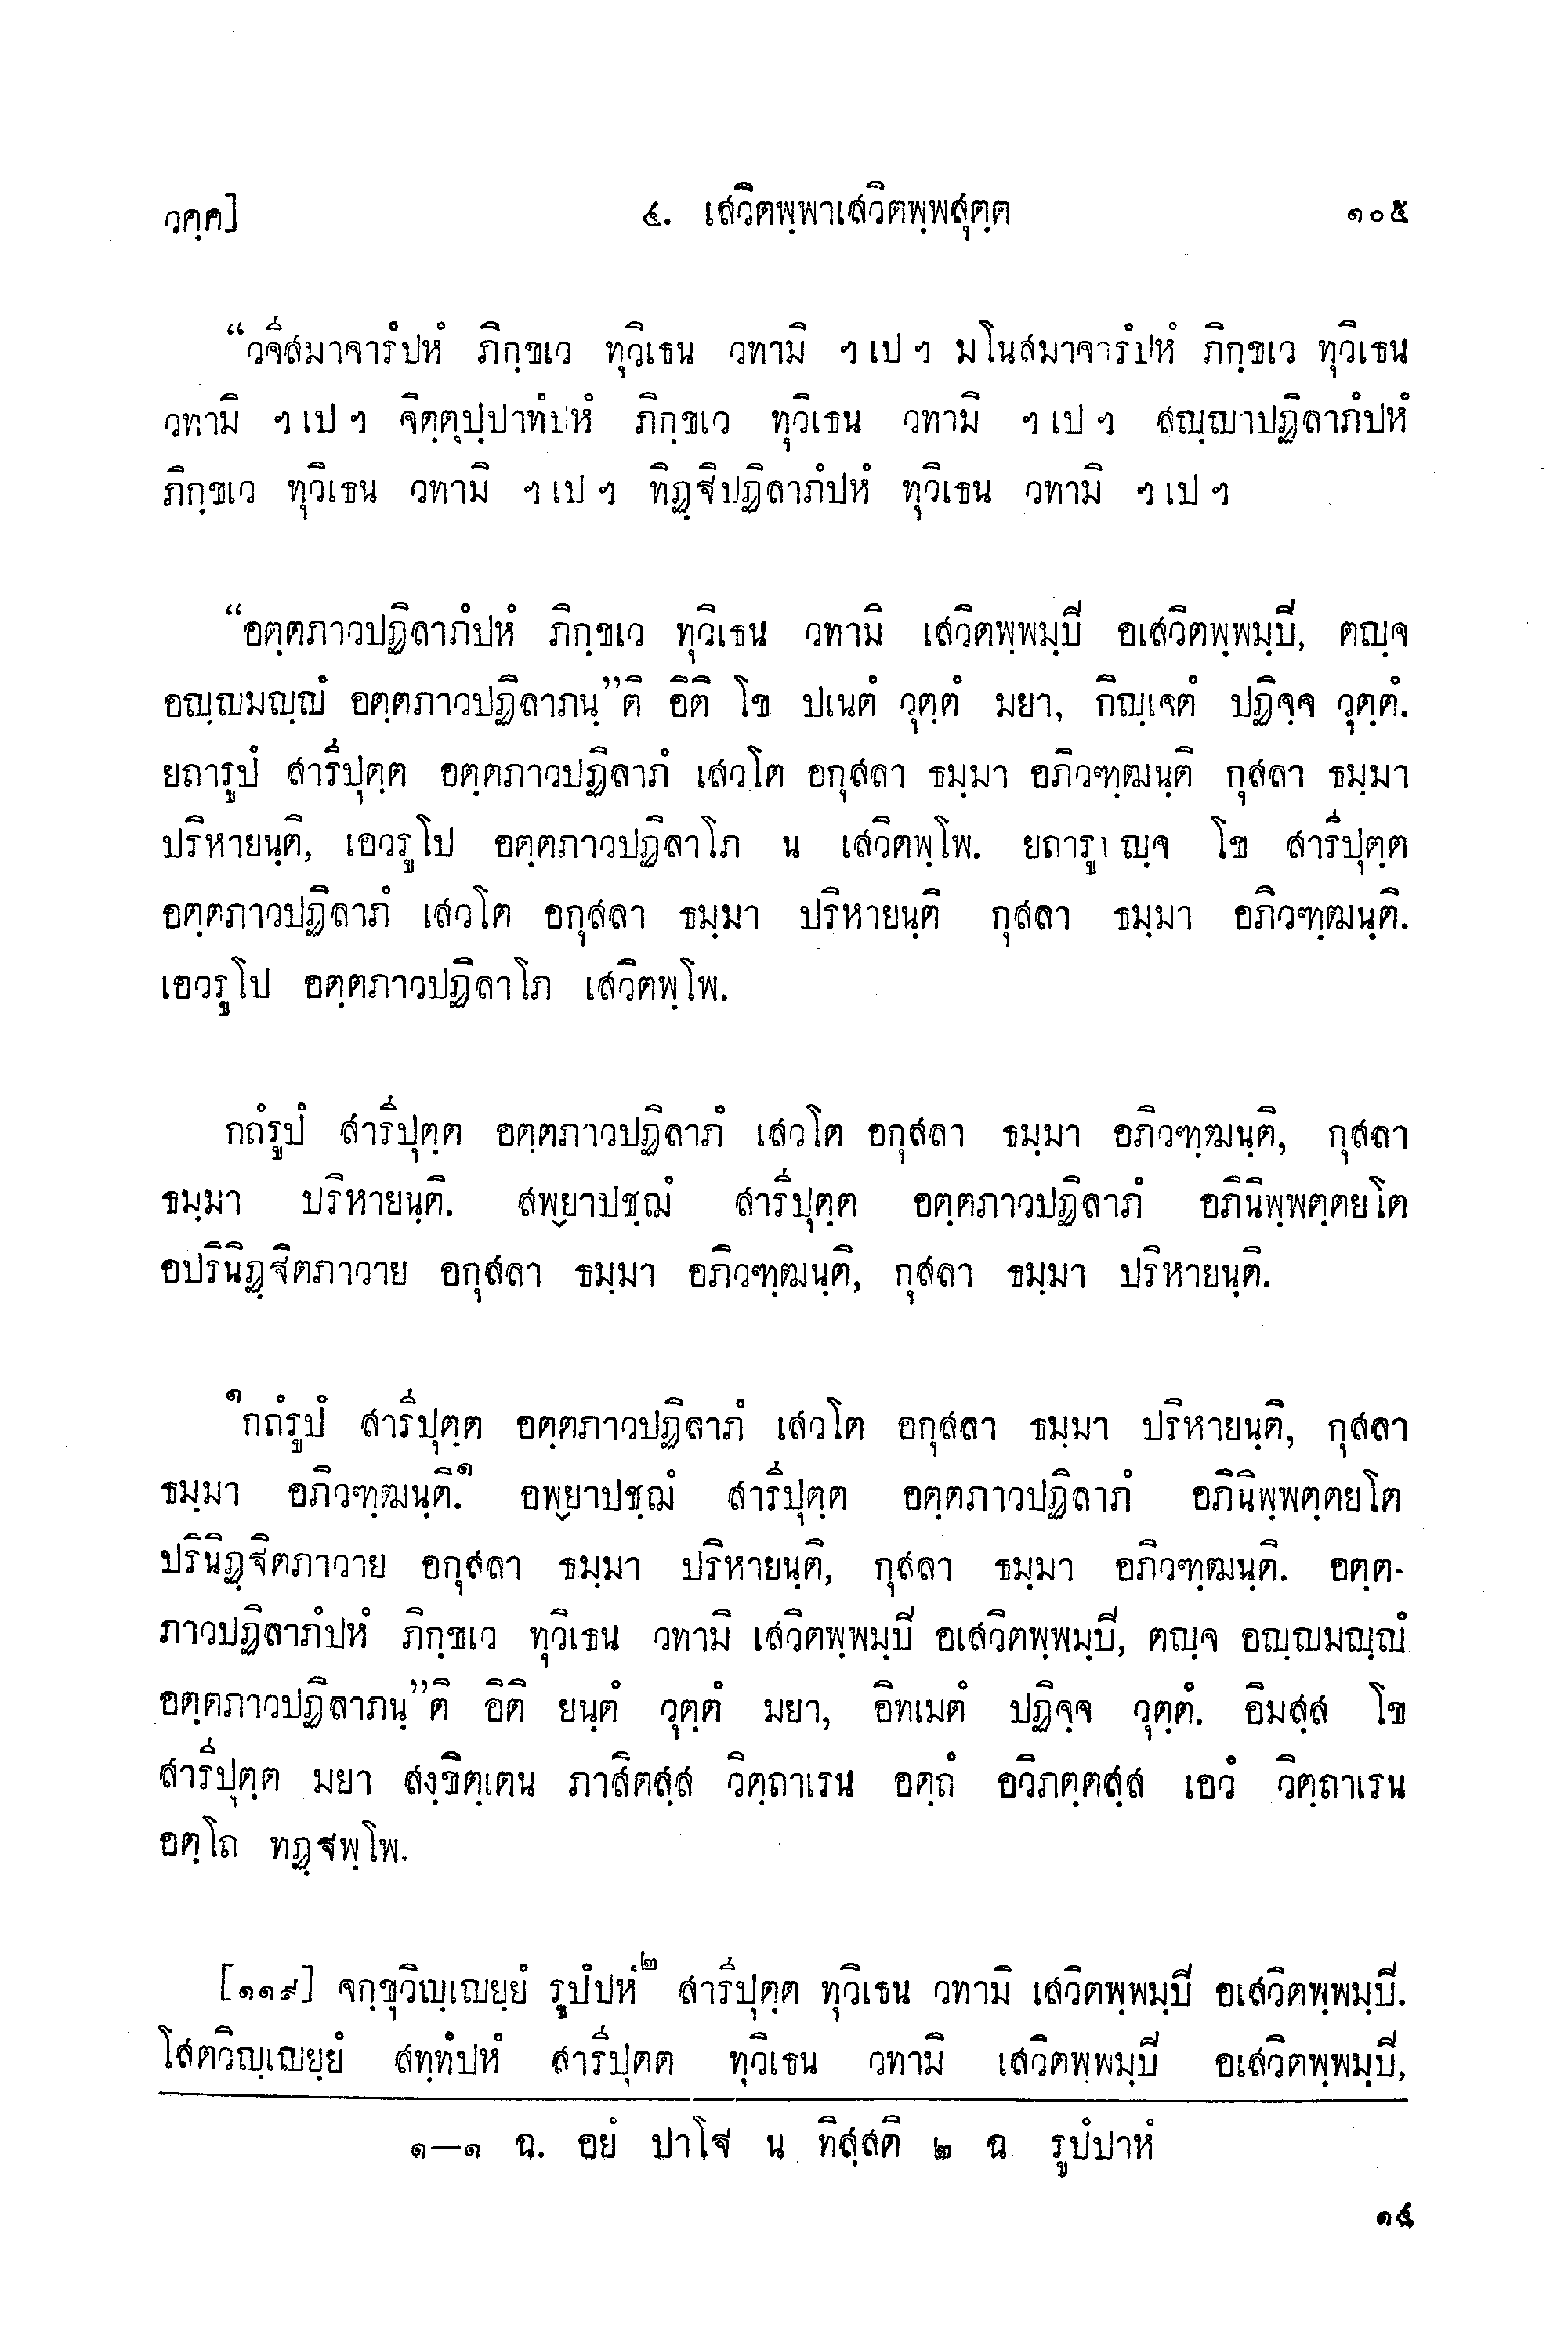 วคฺค]
๔. เสวิตพฺพาเสวิตพฺพสุตฺต
๑๐๕
“วจีสมาจารํปหํ ภิกฺขเว ทุวิเธน วทามิ ฯเปฯ มโนสมาจารํปหํ ภิกฺขเว ทุวิเธน
วทามิ ฯเปฯ จิตฺตุปฺปาทํปหํ ภิกฺขเว ทุวิเธน วทามิ ฯเปฯ สญฺญาปฏิลาภํปหํ
ภิกฺขเว ทุวิเธน วทามิ ฯเปฯ ทิฏฺฐิปฏิลาภํปหํ ทุวิเธน วทามิ ฯเปฯ
“อตฺตภาวปฏิลาภํปหํ ภิกฺขเว ทุวิเธน วทามิ เสวิตพฺพมฺปิ อเสวิตพฺพมฺปิ, ตญฺจ
อญฺญมญฺญํ อตฺตภาวปฏิลาภนฺ”ติ อิติ โข ปเนตํ วุตฺตํ มยา, กิญฺเจตํ ปฏิจฺจ วุตฺตํ.
ยถารูปํ สารีปุตฺต อตฺตภาวปฏิลาภํ เสวโต อกุสลา ธมฺมา อภิวฑฺฒนฺติ กุสลา ธมฺมา
ปริหายนฺติ, เอวรูโป อตฺตภาวปฏิลาโภ น เสวิตพฺโพ. ยถารู ญฺจ โข สารีปุตฺต
อตฺตภาวปฏิลาภํ เสวโต อกุสลา ธมฺมา ปริหายนฺติ กุสลา ธมฺมา อภิวฑฺฒนฺติ.
เอวรูโป อตฺตภาวปฏิลาโภ เสวิตพฺโพ.
กถํรูปํ สารีปุตฺต อตฺตภาวปฏิลาภํ เสวโต อกุสลา ธมฺมา อภิวฑฺฒนฺติ, กุสลา
ธมฺมา ปริหายนฺติ. สพฺยาปชฺฌํ สารีปุตฺต อตฺตภาวปฏิลาภํ อภินิพฺพตฺตยโต
อปรินิฏฺฐิตภาวาย อกุสลา ธมฺมา อภิวฑฺฒนฺติ, กุสลา ธมฺมา ปริหายนฺติ.
๑กถํรูปํ สารีปุตฺต อตฺตภาวปฏิลาภํ เสวโต อกุสลา ธมฺมา ปริหายนฺติ, กุสลา
ธมฺมา อภิวฑฺฒนฺติ.๑ อพฺยาปชฺฌํ สารีปุตฺต อตฺตภาวปฏิลาภํ อภินิพฺพตฺตยโต
ปรินิฏฺฐิตภาวาย อกุสลา ธมฺมา ปริหายนฺติ, กุสลา ธมฺมา อภิวฑฺฒนฺติ. อตฺต-
ภาวปฏิลาภํปหํ ภิกฺขเว ทุวิเธน วทามิ เสวิตพฺพมฺปิ อเสวิตพฺพมฺปิ, ตญฺจ อญฺญมญฺญํ
อตฺตภาวปฏิลาภนฺ”ติ อิติ ยนฺตํ วุตฺตํ มยา, อิทเมตํ ปฏิจฺจ วุตฺตํ. อิมสฺส โข
สารีปุตฺต มยา สงฺขิตฺเตน ภาสิตสฺส วิตฺถาเรน อตฺถํ อวิภตฺตสฺส เอวํ วิตฺถาเรน
อตฺโถ ทฏฺฐพฺโพ.
[๑๑๙] จกฺขุวิญฺเญยฺยํ รูปํปหํ๒ สารีปุตฺต ทุวิเธน วทามิ เสวิตพฺพมฺปิ อเสวิตพฺพมฺปิ.
โสตวิญฺเญยฺยํ สทฺทํปหํ สารีปุตฺต ทุวิเธน วทามิ เสวิตพฺพมฺปิ อเสวิตพฺพมฺปิ,
๑–๑ ฉ. อยํ ปาโฐ น ทิสฺสติ ๒ ฉ. รูปํปาหํ
๑๔